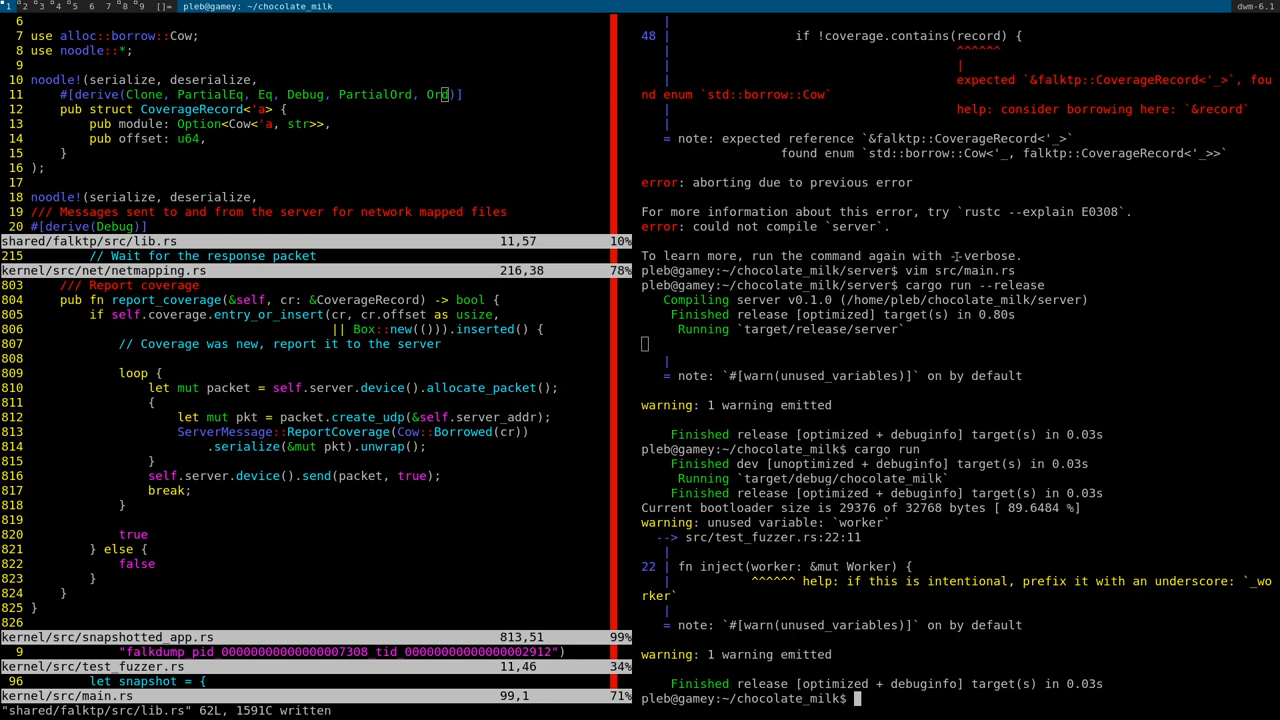 1 2 3 4 5 6 7 8 9 []= pleb@gamey: ~/chocolate_milk dwm-6.1
6
7 use alloc::borrow::Cow;
8 use noodle::*;
9
10 noodle!(serialize, deserialize,
11     #[derive(Clone, PartialEq, Eq, Debug, PartialOrd, Ord)]
12     pub struct CoverageRecord<'a> {
13         pub module: Option<Cow<'a, str>>,
14         pub offset: u64,
15     }
16 );
17
18 noodle!(serialize, deserialize,
19 /// Messages sent to and from the server for network mapped files
20 #[derive(Debug)]
shared/falktp/src/lib.rs 11,57 10%
215         // Wait for the response packet
kernel/src/net/netmapping.rs 216,38 78%
803     /// Report coverage
804     pub fn report_coverage(&self, cr: &CoverageRecord) -> bool {
805         if self.coverage.entry_or_insert(cr, cr.offset as usize,
806                                          || Box::new(())).inserted() {
807             // Coverage was new, report it to the server
808
809             loop {
810                 let mut packet = self.server.device().allocate_packet();
811                 {
812                     let mut pkt = packet.create_udp(&self.server_addr);
813                     ServerMessage::ReportCoverage(Cow::Borrowed(cr))
814                         .serialize(&mut pkt).unwrap();
815                 }
816                 self.server.device().send(packet, true);
817                 break;
818             }
819
820             true
821         } else {
822             false
823         }
824     }
825 }
826
kernel/src/snapshotted_app.rs 813,51 99%
9             "falkdump_pid_00000000000000007308_tid_00000000000000002912")
kernel/src/test_fuzzer.rs 11,46 34%
96         let snapshot = {
kernel/src/main.rs 99,1 71%
"shared/falktp/src/lib.rs" 62L, 1591C written
|
48 |                 if !coverage.contains(record) {
|                                       ^^^^^^
|                                       |
|                                       expected `&falktp::CoverageRecord<'_>`, fou
nd enum `std::borrow::Cow`
|                                       help: consider borrowing here: `&record`
|
= note: expected reference `&falktp::CoverageRecord<'_>`
found enum `std::borrow::Cow<'_, falktp::CoverageRecord<'_>>`
error: aborting due to previous error
For more information about this error, try `rustc --explain E0308`.
error: could not compile `server`.
To learn more, run the command again with --verbose.
pleb@gamey:~/chocolate_milk/server$ vim src/main.rs
pleb@gamey:~/chocolate_milk/server$ cargo run --release
Compiling server v0.1.0 (/home/pleb/chocolate_milk/server)
Finished release [optimized] target(s) in 0.80s
Running `target/release/server`
|
= note: `#[warn(unused_variables)]` on by default
warning: 1 warning emitted
Finished release [optimized + debuginfo] target(s) in 0.03s
pleb@gamey:~/chocolate_milk$ cargo run
Finished dev [unoptimized + debuginfo] target(s) in 0.03s
Running `target/debug/chocolate_milk`
Finished release [optimized + debuginfo] target(s) in 0.03s
Current bootloader size is 29376 of 32768 bytes [ 89.6484 %]
warning: unused variable: `worker`
--> src/test_fuzzer.rs:22:11
|
22 | fn inject(worker: &mut Worker) {
|           ^^^^^^ help: if this is intentional, prefix it with an underscore: `_wo
rker`
|
= note: `#[warn(unused_variables)]` on by default
warning: 1 warning emitted
Finished release [optimized + debuginfo] target(s) in 0.03s
pleb@gamey:~/chocolate_milk$